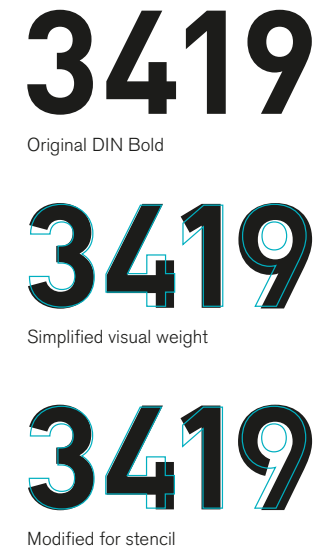 3419
Original DIN Bold
3419
Simplified visual weight
3419
Modified for stencil